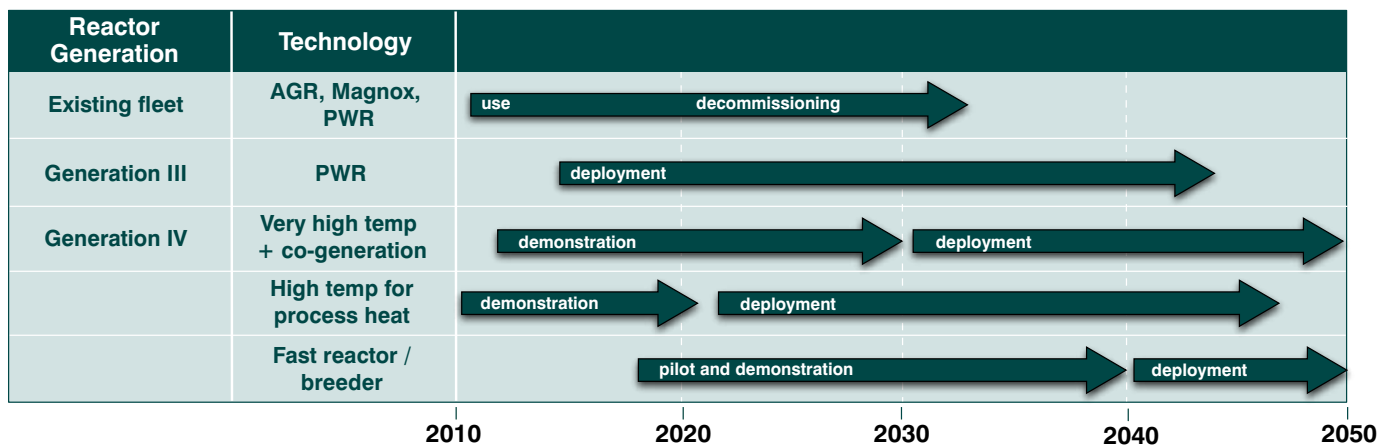 Reactor
Generation
Technology
Existing fleet
AGR, Magnox,
PWR
use
decommissioning
Generation III
PWR
deployment
Generation IV
Very high temp
+ co-generation
demonstration
deployment
High temp for
process heat
demonstration
deployment
Fast reactor /
breeder
pilot and demonstration
deployment
2010
2020
2030
2040
2050